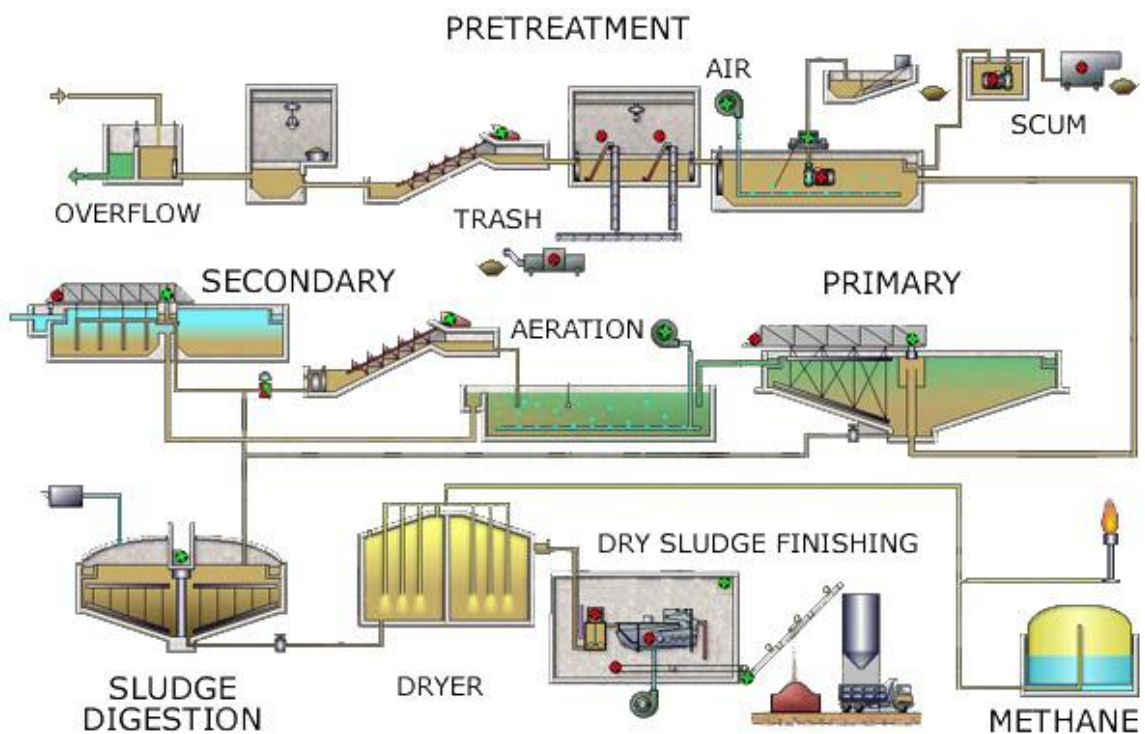 PRETREATMENT
AIR
SCUM
OVERFLOW
TRASH
SECONDARY
PRIMARY
AERATION
DRY SLUDGE FINISHING
SLUDGE
DIGESTION
DRYER
METHANE